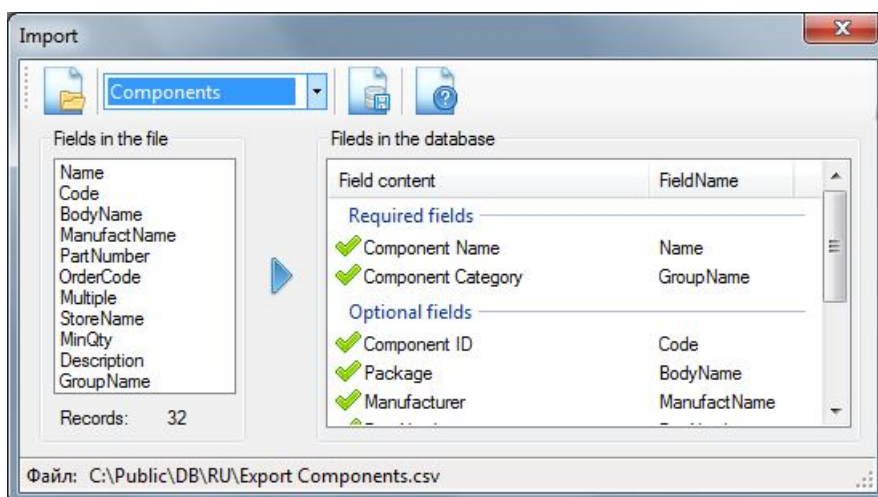 Import
Components
Fields in the file
Name
Code
BodyName
ManufactName
PartNumber
OrderCode
Multiple
StoreName
MinQty
Description
GroupName
Records: 32
Fileds in the database
Field content FieldName
Required fields
Component Name Name
Component Category GroupName
Optional fields
Component ID Code
Package BodyName
Manufacturer ManufactName
Файл: C:\Public\DB\RU\Export Components.csv